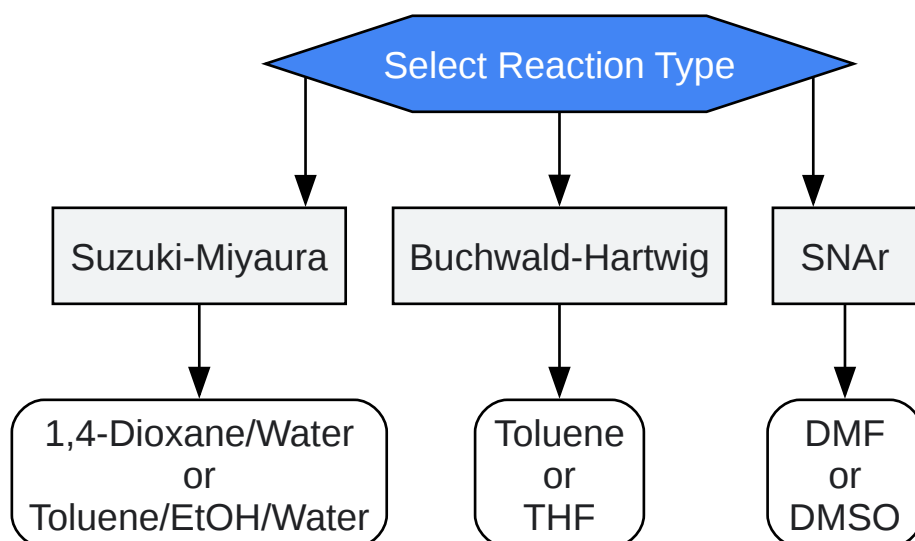 Select Reaction Type
Suzuki-Miyaura
Buchwald-Hartwig
SNAr
1,4-Dioxane/Water
or
Toluene/EtOH/Water
Toluene
or
THF
DMF
or
DMSO